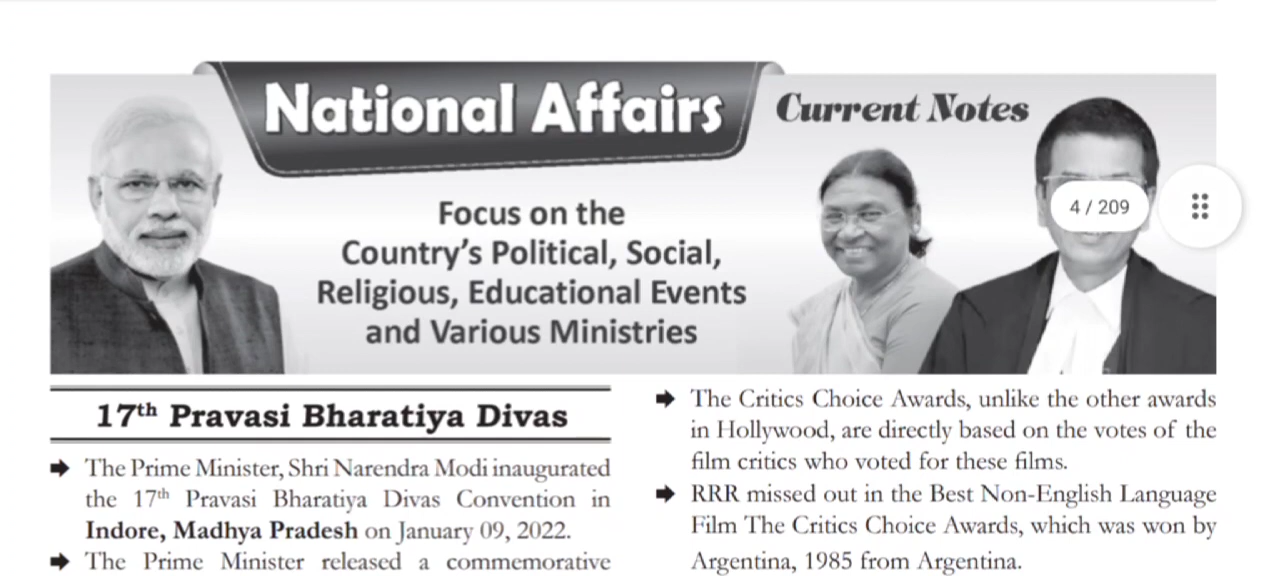 National Affairs
Current Notes
4 / 209
Focus on the
Country's Political, Social,
Religious, Educational Events
and Various Ministries
17th Pravasi Bharatiya Divas
➡ The Prime Minister, Shri Narendra Modi inaugurated
the 17th Pravasi Bharatiya Divas Convention in
Indore, Madhya Pradesh on January 09, 2022.
➡ The Prime Minister released a commemorative
➡ The Critics Choice Awards, unlike the other awards
in Hollywood, are directly based on the votes of the
film critics who voted for these films.
➡ RRR missed out in the Best Non-English Language
Film The Critics Choice Awards, which was won by
Argentina, 1985 from Argentina.